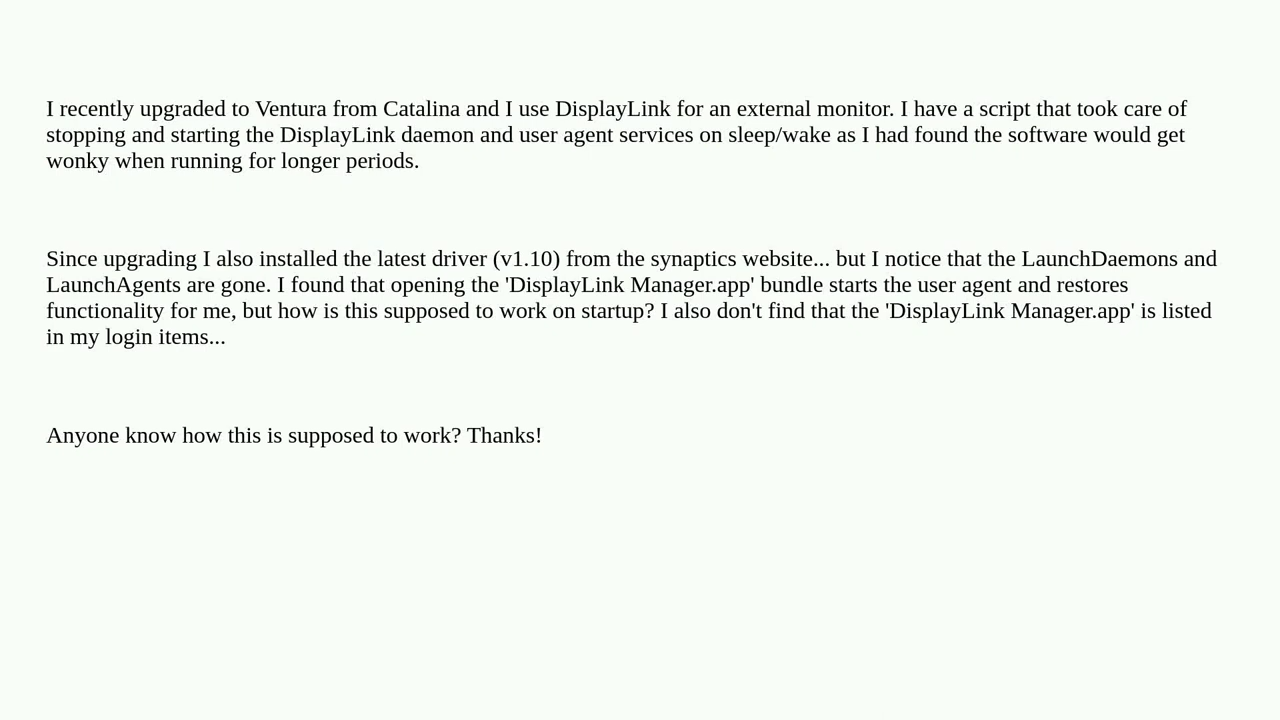 I recently upgraded to Ventura from Catalina and I use DisplayLink for an external monitor. I have a script that took care of
stopping and starting the DisplayLink daemon and user agent services on sleep/wake as I had found the software would get
wonky when running for longer periods.
Since upgrading I also installed the latest driver (v1.10) from the synaptics website... but I notice that the LaunchDaemons and
LaunchAgents are gone. I found that opening the 'DisplayLink Manager.app' bundle starts the user agent and restores
functionality for me, but how is this supposed to work on startup? I also don't find that the 'DisplayLink Manager.app' is listed
in my login items...
Anyone know how this is supposed to work? Thanks!